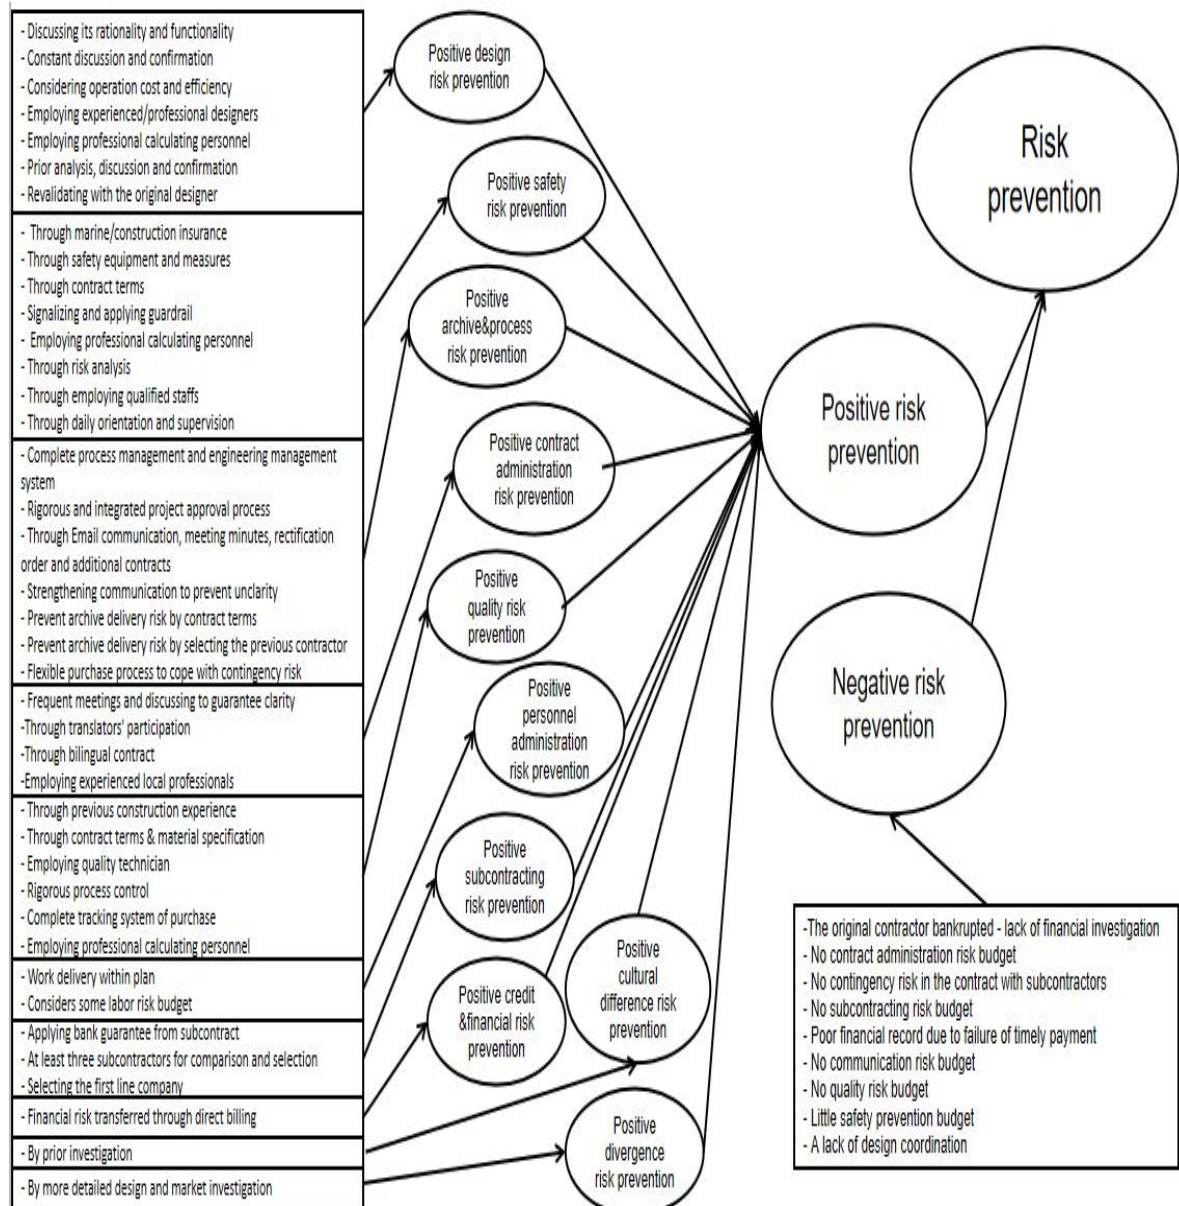 - Discussing its rationality and functionality
- Constant discussion and confirmation
- Considering operation cost and efficiency
- Employing experienced/professional designers
- Employing professional calculating personnel
- Prior analysis, discussion and confirmation
- Revalidating with the original designer
- Through marine/construction insurance
- Through safety equipment and measures
- Through contract terms
- Signalizing and applying guardrail
- Employing professional calculating personnel
- Through risk analysis
- Through employing qualified staffs
- Through daily orientation and supervision
- Complete process management and engineering management
system
- Rigorous and integrated project approval process
- Through Email communication, meeting minutes, rectification
order and additional contracts
- Strengthening communication to prevent unclarity
- Prevent archive delivery risk by contract terms
- Prevent archive delivery risk by selecting the previous contractor
- Flexible purchase process to cope with contingency risk
- Frequent meetings and discussing to guarantee clarity
-Through translators' participation
-Through bilingual contract
-Employing experienced local professionals
- Through previous construction experience
- Through contract terms & material specification
- Employing quality technician
- Rigorous process control
- Complete tracking system of purchase
- Employing professional calculating personnel
- Work delivery within plan
- Considers some labor risk budget
- Applying bank guarantee from subcontract
- At least three subcontractors for comparison and selection
- Selecting the first line company
- Financial risk transferred through direct billing
- By prior investigation
- By more detailed design and market investigation
Positive design
risk prevention
Positive safety
risk prevention
Positive
archive&process
risk prevention
Positive contract
administration
risk prevention
Positive
quality risk
prevention
Positive
personnel
administration
risk prevention
Positive
subcontracting
risk prevention
Positive credit
&financial risk
prevention
Positive
cultural
difference risk
prevention
Positive
divergence
risk prevention
Positive risk
prevention
Risk
prevention
Negative risk
prevention
-The original contractor bankrupted - lack of financial investigation
- No contract administration risk budget
- No contingency risk in the contract with subcontractors
- No subcontracting risk budget
- Poor financial record due to failure of timely payment
- No communication risk budget
- No quality risk budget
- Little safety prevention budget
- A lack of design coordination